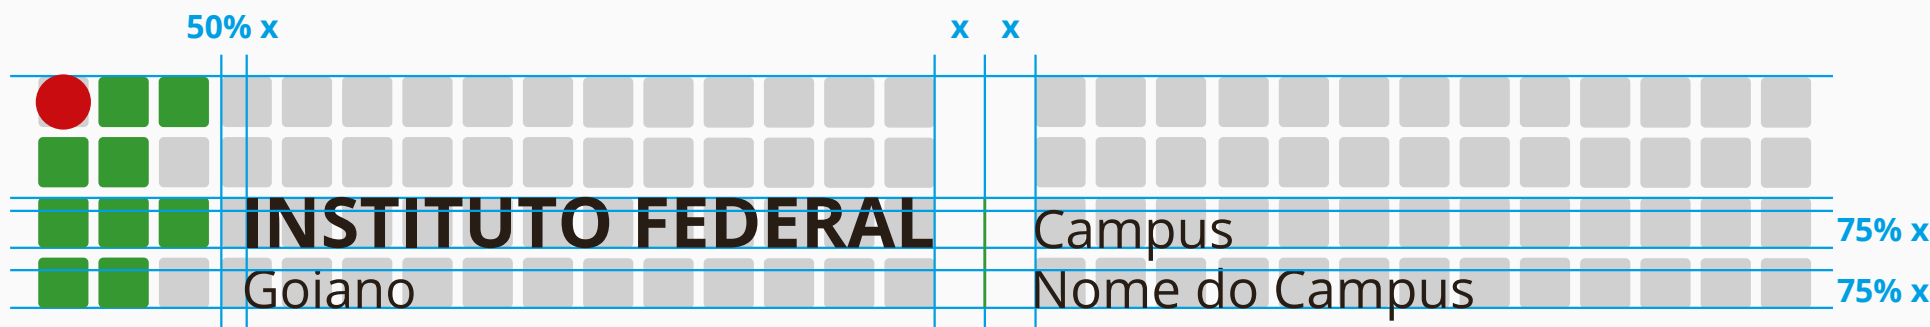 50% x x x
INSTITUTO FEDERAL Campus 75% x
Goiano Nome do Campus 75% x